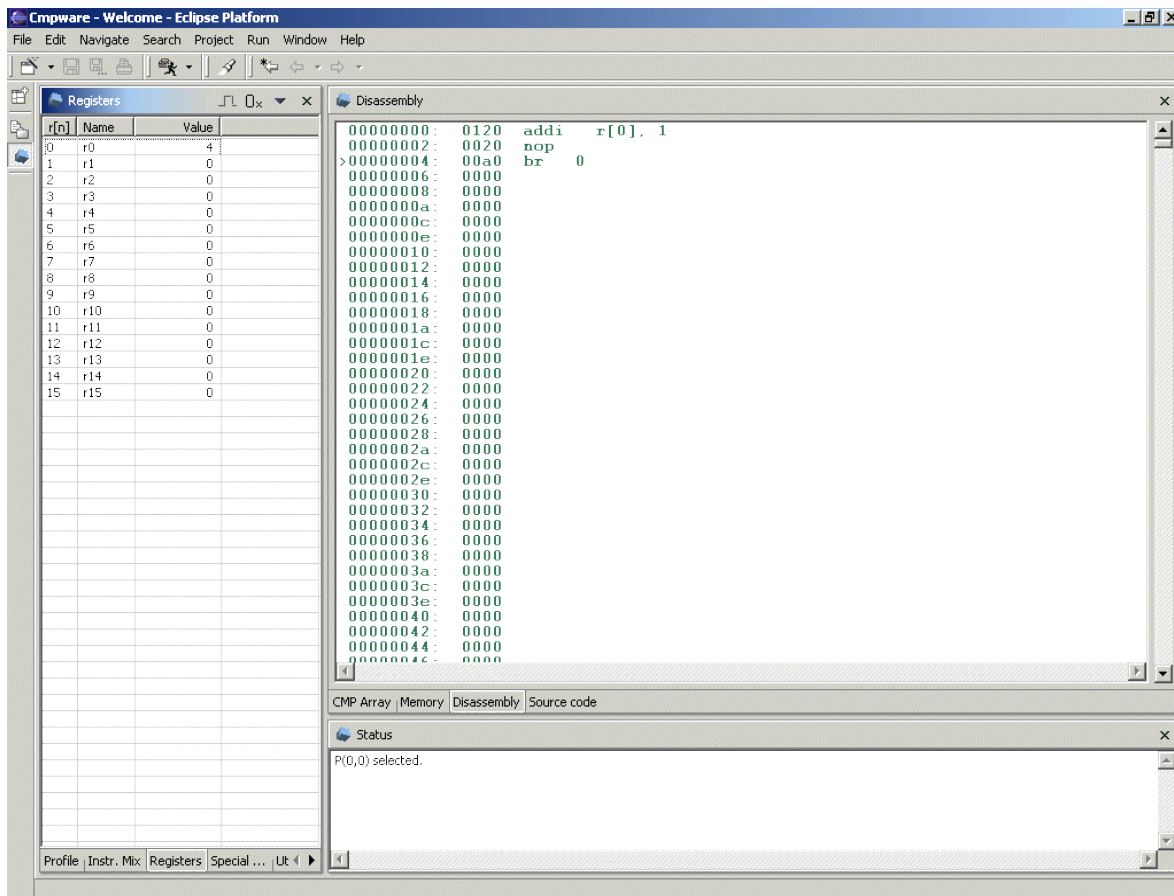 Cmpware - Welcome - Eclipse Platform
File Edit Navigate Search Project Run Window Help
Registers
r[n] Name Value
0 r0 4
1 r1 0
2 r2 0
3 r3 0
4 r4 0
5 r5 0
6 r6 0
7 r7 0
8 r8 0
9 r9 0
10 r10 0
11 r11 0
12 r12 0
13 r13 0
14 r14 0
15 r15 0
Profile Instr. Mix Registers Special ... Ut
Disassembly
00000000: 0120 addi r[0], 1
00000002: 0020 nop
>00000004: 00a0 br 0
00000006: 0000
00000008: 0000
0000000a: 0000
0000000c: 0000
0000000e: 0000
00000010: 0000
00000012: 0000
00000014: 0000
00000016: 0000
00000018: 0000
0000001a: 0000
0000001c: 0000
0000001e: 0000
00000020: 0000
00000022: 0000
00000024: 0000
00000026: 0000
00000028: 0000
0000002a: 0000
0000002c: 0000
0000002e: 0000
00000030: 0000
00000032: 0000
00000034: 0000
00000036: 0000
00000038: 0000
0000003a: 0000
0000003c: 0000
0000003e: 0000
00000040: 0000
00000042: 0000
00000044: 0000
00000046: 0000
CMP Array Memory Disassembly Source code
Status
P(0,0) selected.